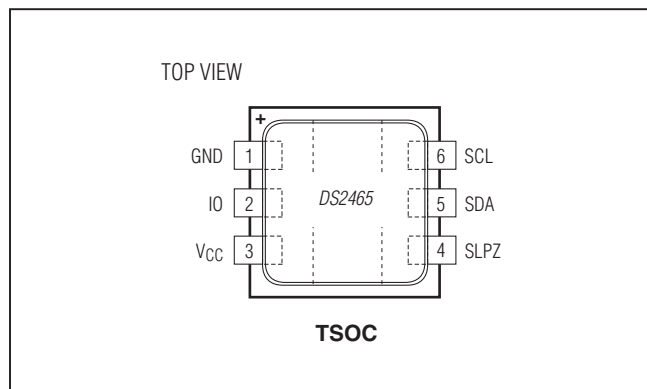 TOP VIEW
+
GND 1 6 SCL
IO 2 DS2465 5 SDA
VCC 3 4 SLPZ
TSOC